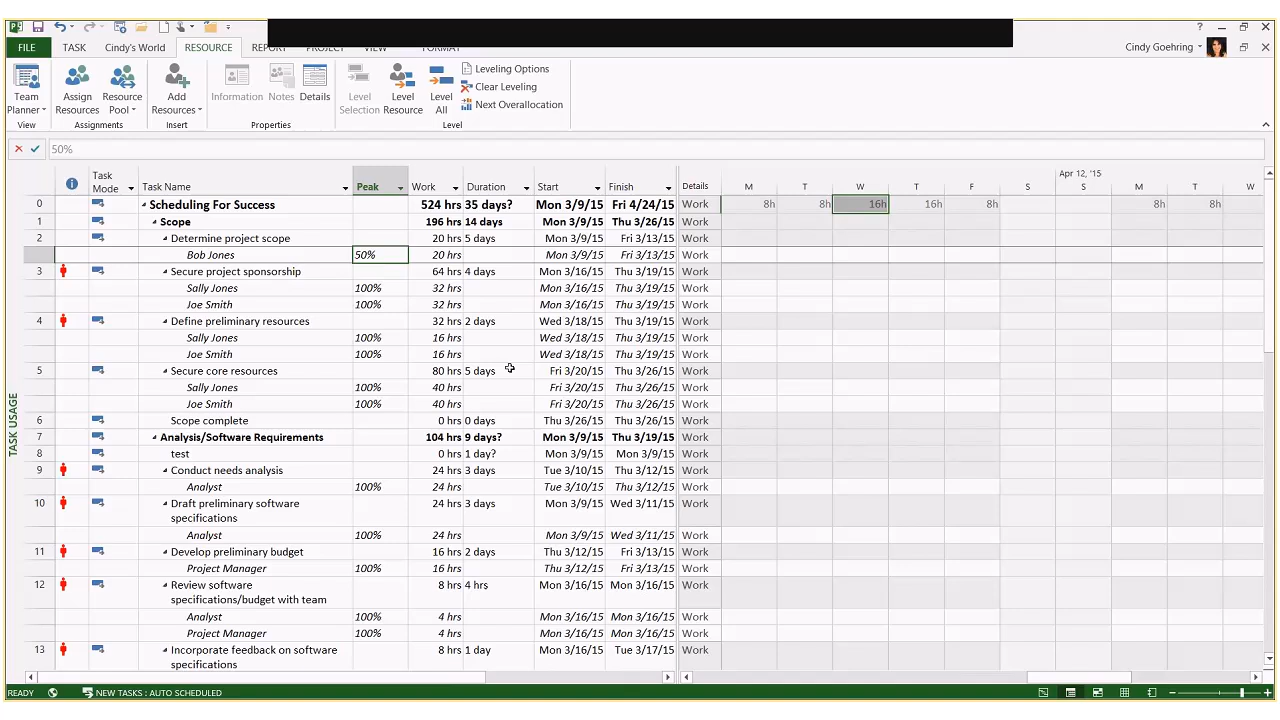 FILE TASK Cindy's World RESOURCE REPORT PROJECT VIEW FORMAT Cindy Goehring
Team Planner Assign Resources Resource Pool Add Resources Information Notes Details Level Selection Level Resource Level All Leveling Options
Clear Leveling
Next Overallocation
View Assignments Insert Properties Level
50%
Task Mode Task Name Peak Work Duration Start Finish Details Apr 12, '15
M T W T F S S M T W
0 Scheduling For Success 524 hrs 35 days? Mon 3/9/15 Fri 4/24/15 Work 8h 8h 16h 16h 8h 8h 8h
1 Scope 196 hrs 14 days Mon 3/9/15 Thu 3/26/15 Work
2 Determine project scope 20 hrs 5 days Mon 3/9/15 Fri 3/13/15 Work
Bob Jones 50% 20 hrs Mon 3/9/15 Fri 3/13/15 Work
3 Secure project sponsorship 64 hrs 4 days Mon 3/16/15 Thu 3/19/15 Work
Sally Jones 100% 32 hrs Mon 3/16/15 Thu 3/19/15 Work
Joe Smith 100% 32 hrs Mon 3/16/15 Thu 3/19/15 Work
4 Define preliminary resources 32 hrs 2 days Wed 3/18/15 Thu 3/19/15 Work
Sally Jones 100% 16 hrs Wed 3/18/15 Thu 3/19/15 Work
Joe Smith 100% 16 hrs Wed 3/18/15 Thu 3/19/15 Work
5 Secure core resources 80 hrs 5 days Fri 3/20/15 Thu 3/26/15 Work
Sally Jones 100% 40 hrs Fri 3/20/15 Thu 3/26/15 Work
Joe Smith 100% 40 hrs Fri 3/20/15 Thu 3/26/15 Work
6 Scope complete 0 hrs 0 days Thu 3/26/15 Thu 3/26/15 Work
7 Analysis/Software Requirements 104 hrs 9 days? Mon 3/9/15 Thu 3/19/15 Work
8 test 0 hrs 1 day? Mon 3/9/15 Mon 3/9/15 Work
9 Conduct needs analysis 24 hrs 3 days Tue 3/10/15 Thu 3/12/15 Work
Analyst 100% 24 hrs Tue 3/10/15 Thu 3/12/15 Work
10 Draft preliminary software 24 hrs 3 days Mon 3/9/15 Wed 3/11/15 Work
specifications
Analyst 100% 24 hrs Mon 3/9/15 Wed 3/11/15 Work
11 Develop preliminary budget 16 hrs 2 days Thu 3/12/15 Fri 3/13/15 Work
Project Manager 100% 16 hrs Thu 3/12/15 Fri 3/13/15 Work
12 Review software 8 hrs 4 hrs Mon 3/16/15 Mon 3/16/15 Work
specifications/budget with team
Analyst 100% 4 hrs Mon 3/16/15 Mon 3/16/15 Work
Project Manager 100% 4 hrs Mon 3/16/15 Mon 3/16/15 Work
13 Incorporate feedback on software 8 hrs 1 day Mon 3/16/15 Tue 3/17/15 Work
specifications
TASK USAGE
READY NEW TASKS : AUTO SCHEDULED